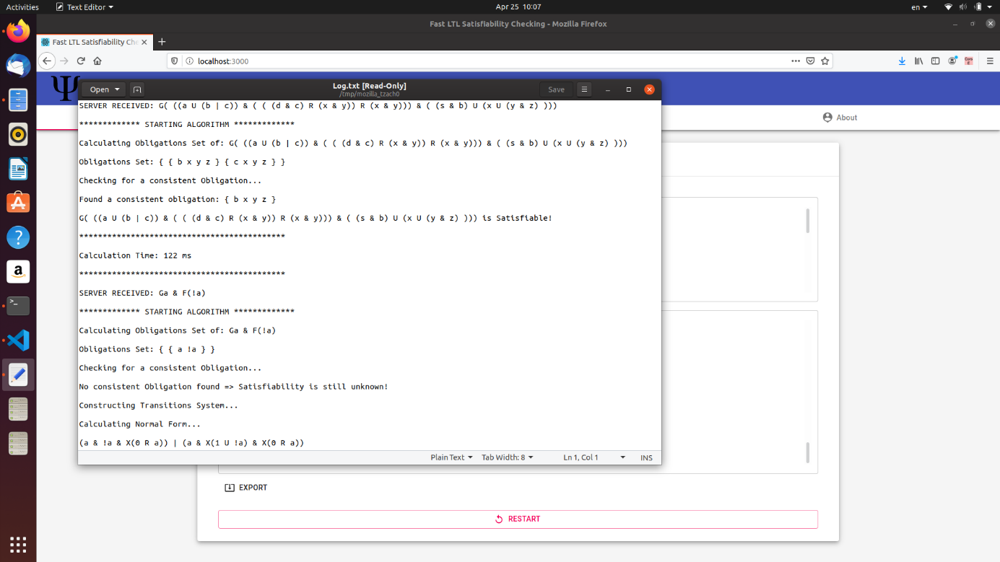 Activities
Text Editor
Apr 25 10:07
en
Fast LTL Satisfiability Checking - Mozilla Firefox
Fast LTL Satisfiability Che
localhost:3000
Ψ
Open
Log.txt [Read-Only]
/tmp/mozilla_tzach0
Save
About
SERVER RECEIVED: G( ((a U (b | c)) & ( ( (d & c) R (x & y)) R (x & y))) & ( (s & b) U (x U (y & z) )))
************* STARTING ALGORITHM *************
Calculating Obligations Set of: G( ((a U (b | c)) & ( ( (d & c) R (x & y)) R (x & y))) & ( (s & b) U (x U (y & z) )))
Obligations Set: { { b x y z } { c x y z } }
Checking for a consistent Obligation...
Found a consistent obligation: { b x y z }
G( ((a U (b | c)) & ( ( (d & c) R (x & y)) R (x & y))) & ( (s & b) U (x U (y & z) ))) is Satisfiable!
********************************************
Calculation Time: 122 ms
********************************************
SERVER RECEIVED: Ga & F(!a)
************* STARTING ALGORITHM *************
Calculating Obligations Set of: Ga & F(!a)
Obligations Set: { { a !a } }
Checking for a consistent Obligation...
No consistent Obligation found => Satisfiability is still unknown!
Constructing Transitions System...
Calculating Normal Form...
(a & !a & X(0 R a)) | (a & X(1 U !a) & X(0 R a))
Plain Text
Tab Width: 8
Ln 1, Col 1
INS
EXPORT
RESTART